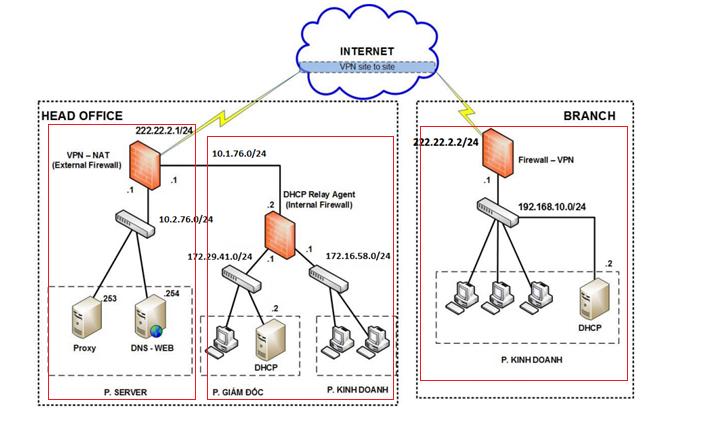 INTERNET
VPN site to site
HEAD OFFICE
222.22.2.1/24
VPN – NAT
(External Firewall)
.1
.1
10.1.76.0/24
DHCP Relay Agent
(Internal Firewall)
.2
.1
.1
10.2.76.0/24
172.29.41.0/24
172.16.58.0/24
.253
.254
Proxy
DNS - WEB
P. SERVER
.2
DHCP
P. GIÁM ĐỐC
P. KINH DOANH
BRANCH
222.22.2.2/24
Firewall – VPN
.1
192.168.10.0/24
.2
DHCP
P. KINH DOANH